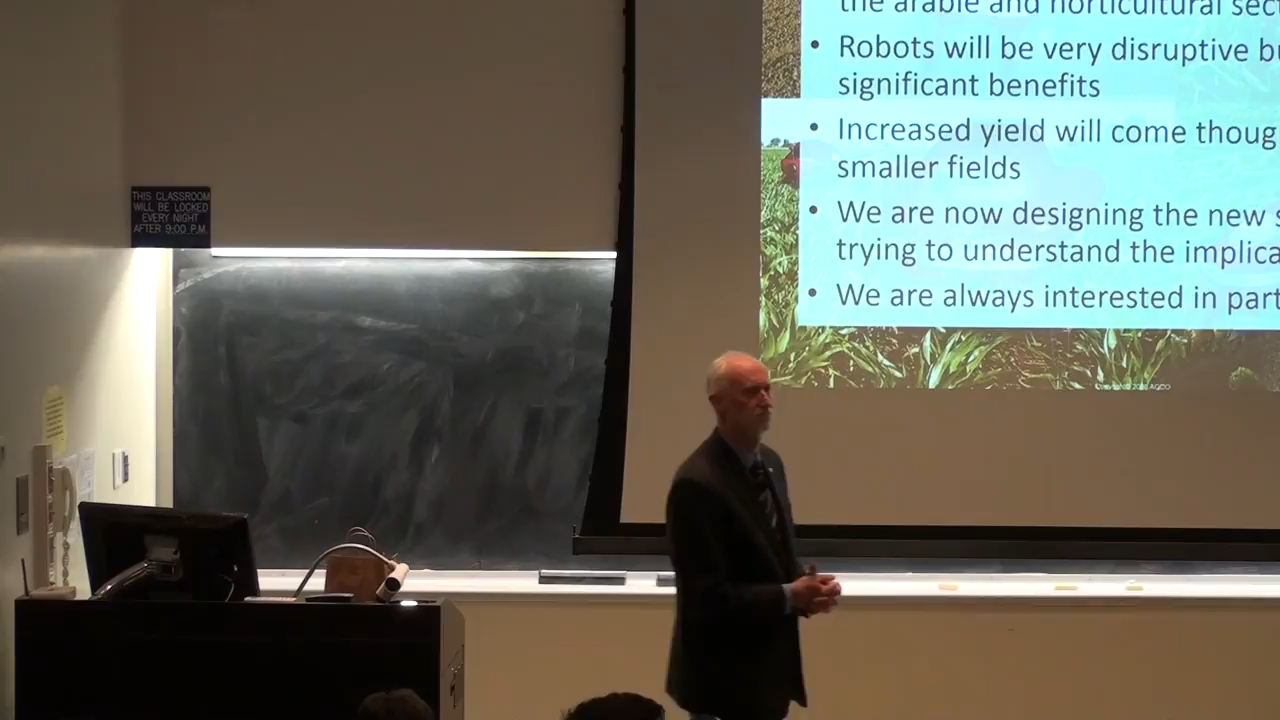 THIS CLASSROOM
WILL BE LOCKED
EVERY NIGHT
AFTER 9:00 P.M.
the arable and horticultural sect
• Robots will be very disruptive bu
significant benefits
• Increased yield will come thoug
smaller fields
• We are now designing the new s
trying to understand the implica
• We are always interested in part